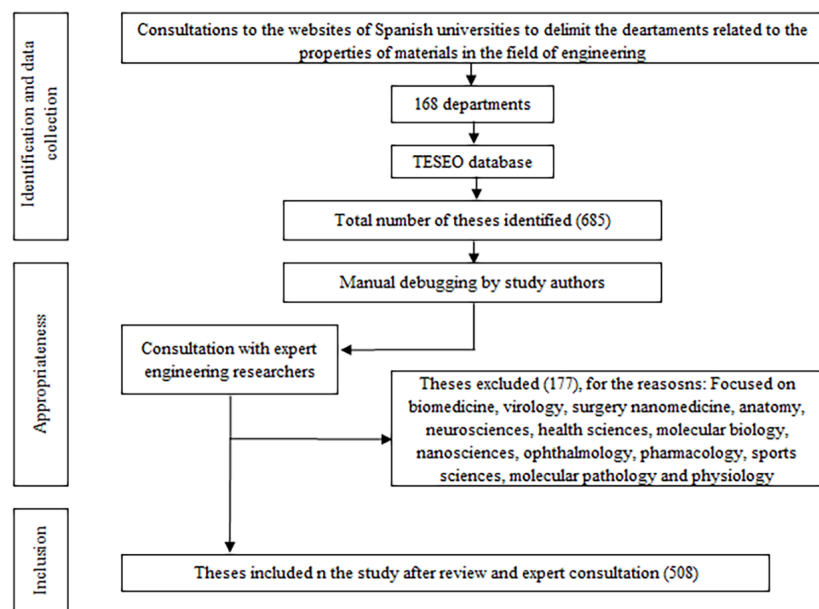 Identification and data
collection
Consultations to the websites of Spanish universities to delimit the deartaments related to the
properties of materials in the field of engineering
168 departments
TESEO database
Total number of theses identified (685)
Appropriateness
Manual debugging by study authors
Consultation with expert
engineering researchers
Theses excluded (177), for the reasosns: Focused on
biomedicine, virology, surgery nanomedicine, anatomy,
neurosciences, health sciences, molecular biology,
nanosciences, ophthalmology, pharmacology, sports
sciences, molecular pathology and physiology
Inclusion
Theses included n the study after review and expert consultation (508)